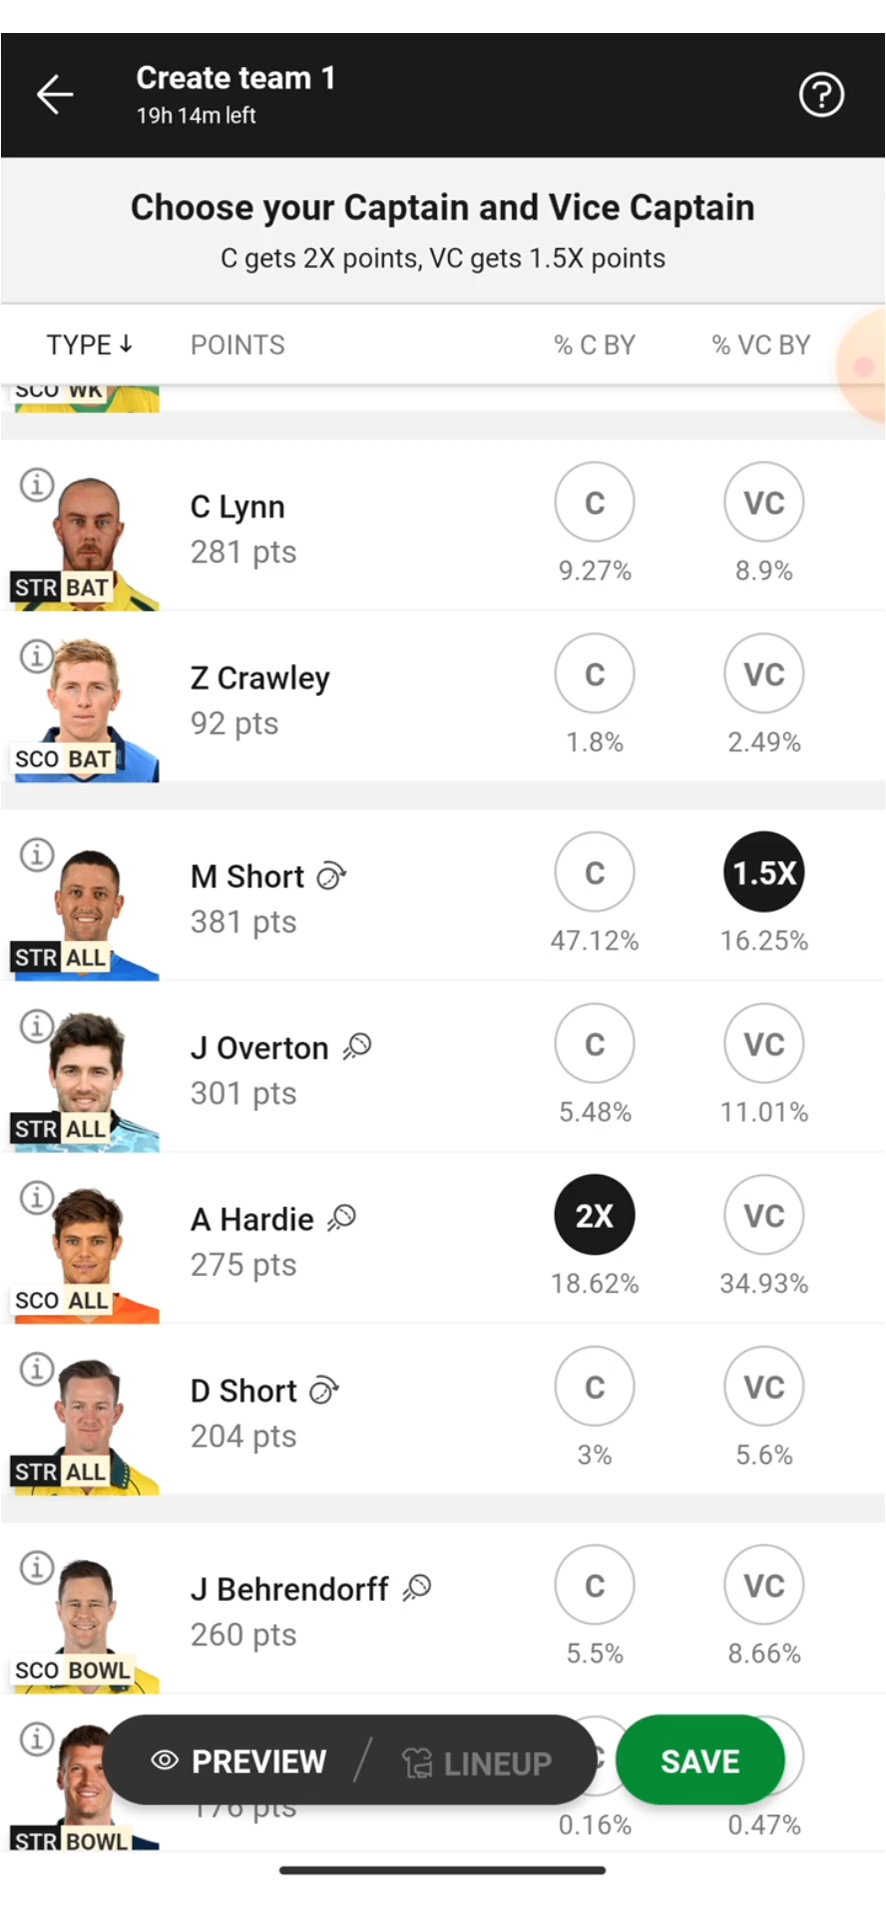 Create team 1
19h 14m left
Choose your Captain and Vice Captain
C gets 2X points, VC gets 1.5X points
TYPE↓ POINTS % C BY % VC BY
SCO WK
C Lynn
281 pts
STR BAT
C VC
9.27% 8.9%
Z Crawley
92 pts
SCO BAT
C VC
1.8% 2.49%
M Short
381 pts
STR ALL
C 1.5X
47.12% 16.25%
J Overton
301 pts
STR ALL
C VC
5.48% 11.01%
A Hardie
275 pts
SCO ALL
2X VC
18.62% 34.93%
D Short
204 pts
STR ALL
C VC
3% 5.6%
J Behrendorff
260 pts
SCO BOWL
C VC
5.5% 8.66%
PREVIEW / LINEUP SAVE
176 pts
STR BOWL
0.16% 0.47%